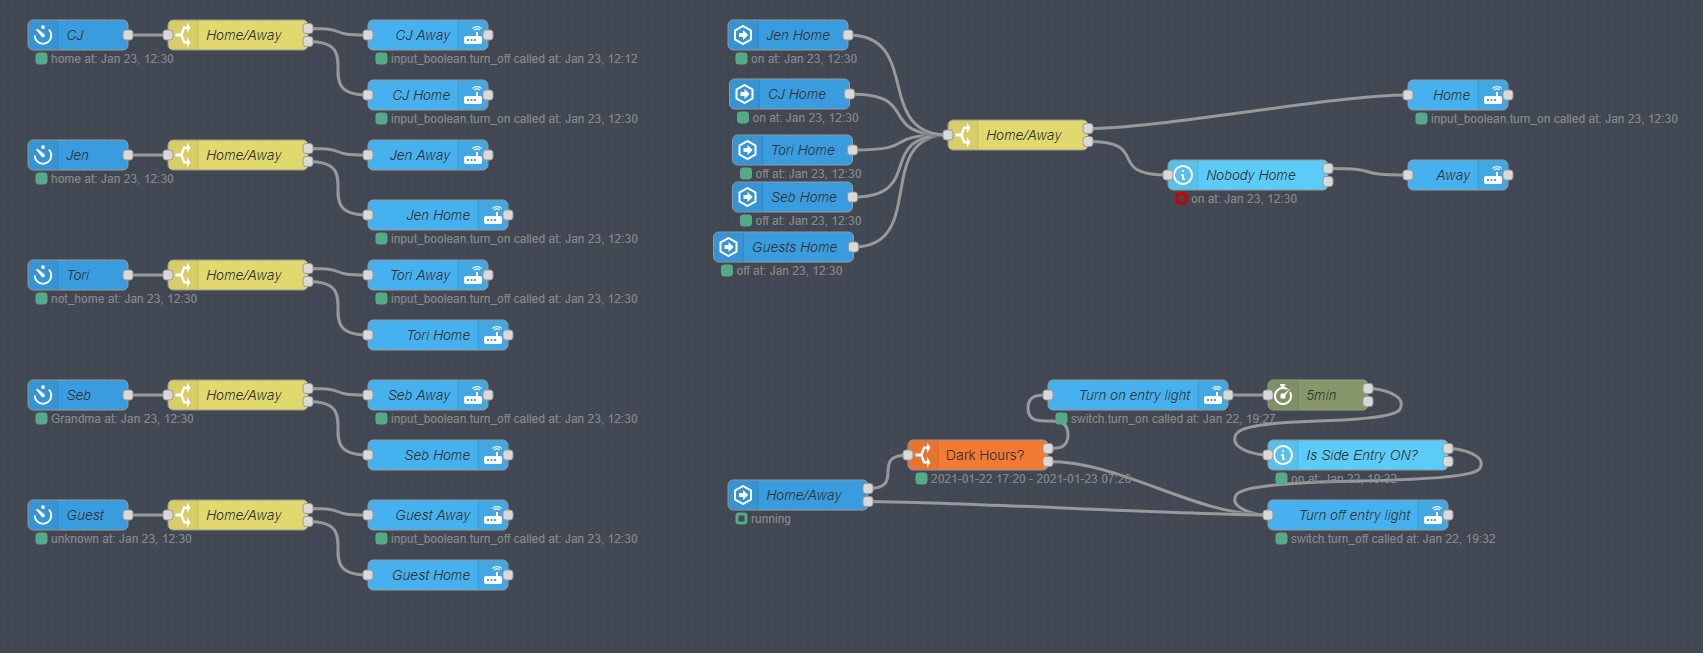 CJ
Home/Away
CJ Away
home at: Jan 23, 12:30
input_boolean.turn_off called at: Jan 23, 12:12
CJ Home
input_boolean.turn_on called at: Jan 23, 12:30
Jen
Home/Away
Jen Away
home at: Jan 23, 12:30
Jen Home
input_boolean.turn_on called at: Jan 23, 12:30
Tori
Home/Away
Tori Away
not_home at: Jan 23, 12:30
input_boolean.turn_off called at: Jan 23, 12:30
Tori Home
Seb
Home/Away
Seb Away
Grandma at: Jan 23, 12:30
input_boolean.turn_off called at: Jan 23, 12:30
Seb Home
Guest
Home/Away
Guest Away
unknown at: Jan 23, 12:30
input_boolean.turn_off called at: Jan 23, 12:30
Guest Home
Jen Home
on at: Jan 23, 12:30
CJ Home
on at: Jan 23, 12:30
Tori Home
off at: Jan 23, 12:30
Seb Home
off at: Jan 23, 12:30
Guests Home
off at: Jan 23, 12:30
Home/Away
Home
input_boolean.turn_on called at: Jan 23, 12:30
Nobody Home
on at: Jan 23, 12:30
Away
Turn on entry light
switch.turn_on called at: Jan 22, 19:27
5min
Dark Hours?
2021-01-22 17:20 - 2021-01-23 07:26
Is Side Entry ON?
on at: Jan 22, 19:32
Home/Away
running
Turn off entry light
switch.turn_off called at: Jan 22, 19:32